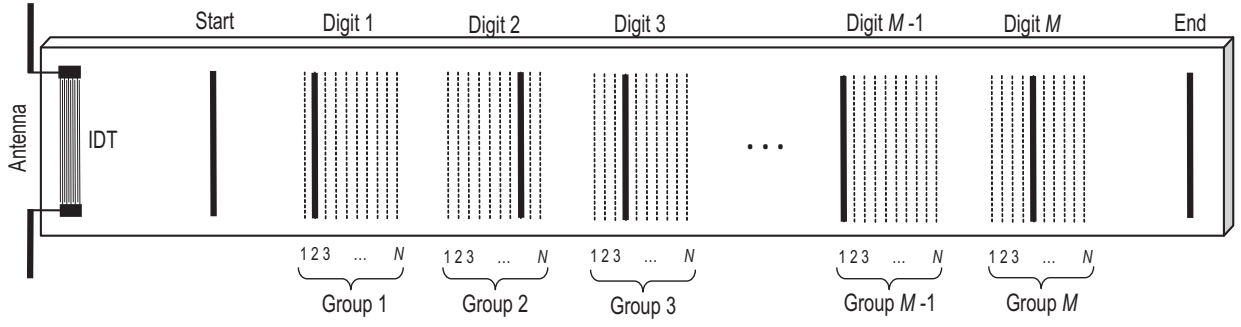 Start Digit 1 Digit 2 Digit 3 Digit M -1 Digit M End
Antenna
IDT
. . .
1 2 3 ... N 1 2 3 ... N 1 2 3 ... N 1 2 3 ... N 1 2 3 ... N
Group 1 Group 2 Group 3 Group M -1 Group M